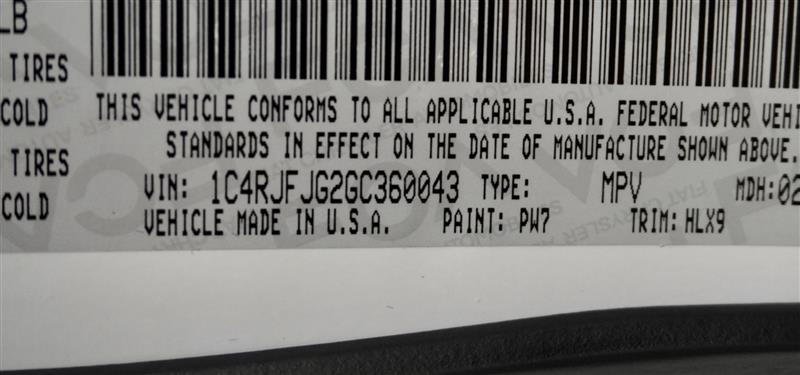 LB
TIRES
COLD THIS VEHICLE CONFORMS TO ALL APPLICABLE U.S.A. FEDERAL MOTOR VEHI
STANDARDS IN EFFECT ON THE DATE OF MANUFACTURE SHOWN ABOVE.
TIRES
VIN: 1C4RJFJG2GC360043 TYPE: MPV MDH:02
COLD VEHICLE MADE IN U.S.A. PAINT: PW7 TRIM: HLX9